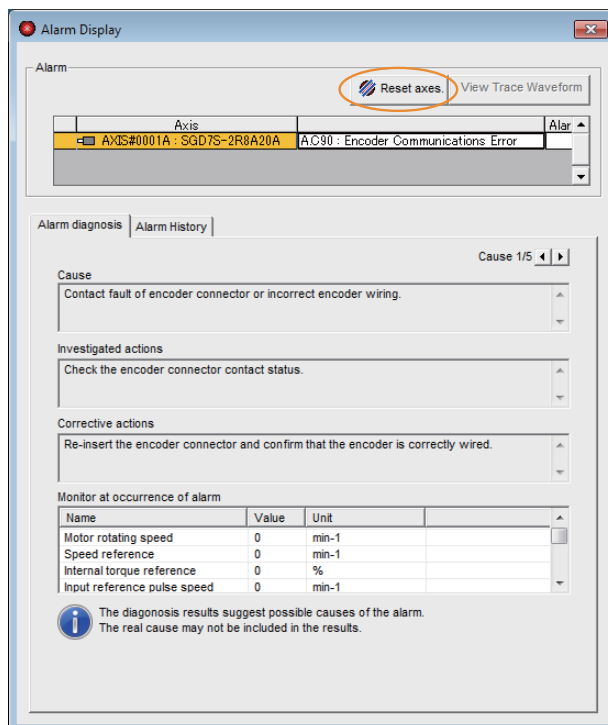 Alarm Display
Alarm
Reset axes.
View Trace Waveform
Axis Alar
AXIS#0001A : SGD7S-2R8A20A A.C90 : Encoder Communications Error
Alarm diagnosis Alarm History
Cause 1/5
Cause
Contact fault of encoder connector or incorrect encoder wiring.
Investigated actions
Check the encoder connector contact status.
Corrective actions
Re-insert the encoder connector and confirm that the encoder is correctly wired.
Monitor at occurrence of alarm
Name Value Unit
Motor rotating speed 0 min-1
Speed reference 0 min-1
Internal torque reference 0 %
Input reference pulse speed 0 min-1
The diagonosis results suggest possible causes of the alarm.
The real cause may not be included in the results.